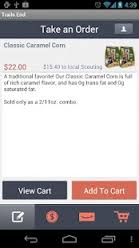 4:39
Trails End
Take an Order
Classic Caramel Corn
$22.00
$15.40 to local Scouting
A traditional favorite! Our Classic Caramel Corn is full of rich caramel flavor, and has 0g trans fat and 0g saturated fat.
Sold only as a 2/11oz. combo.
View Cart
Add To Cart